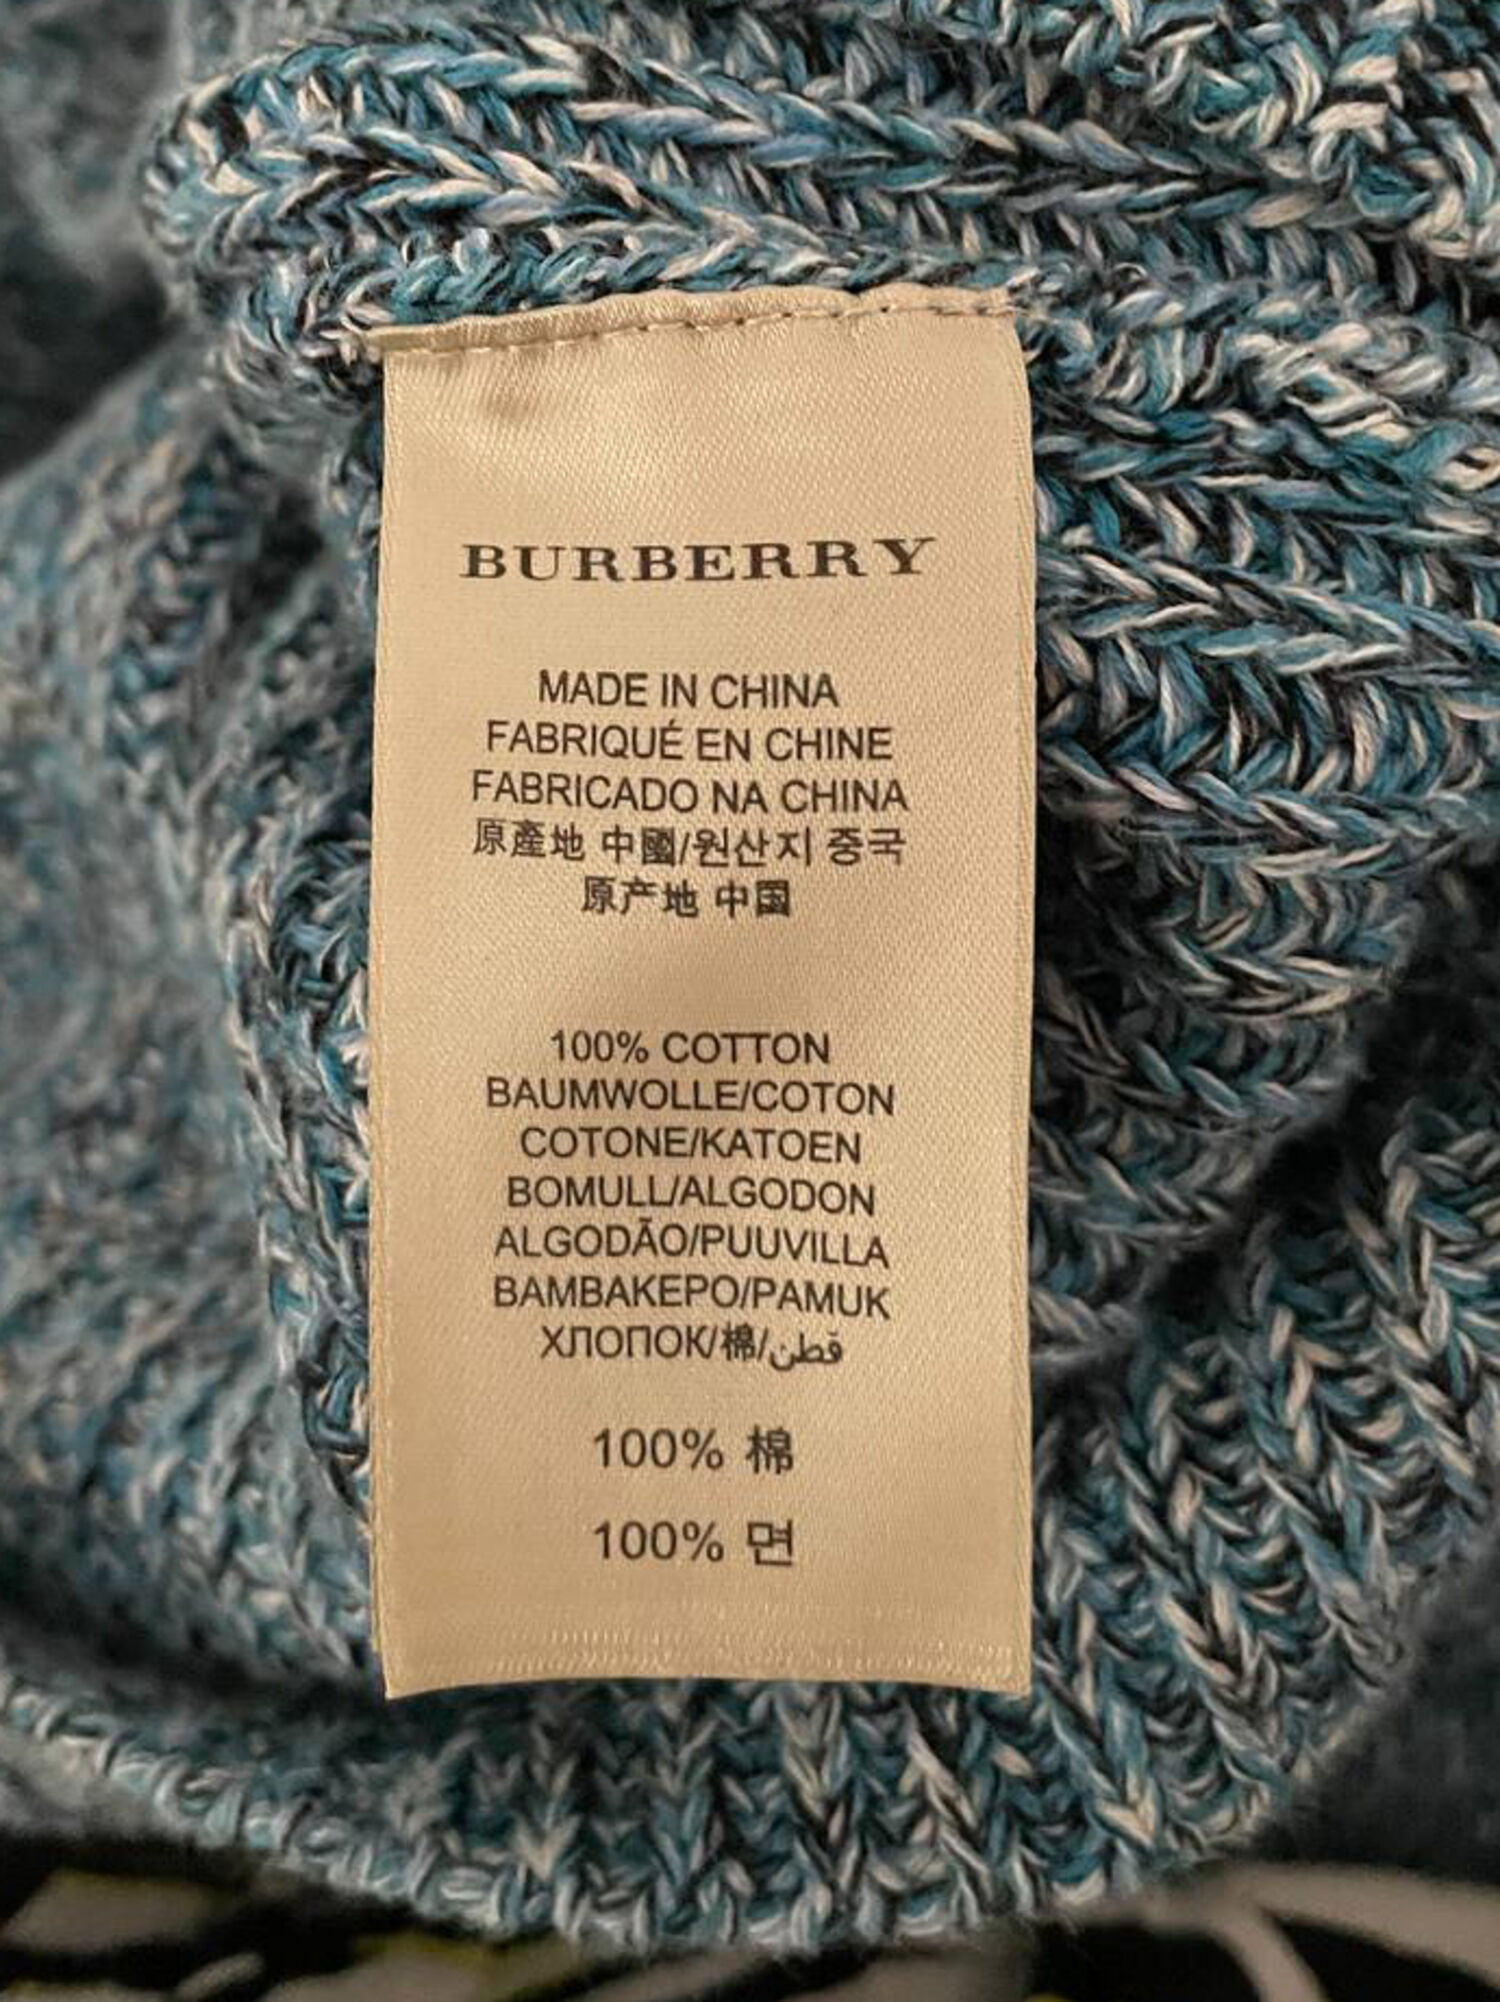 BURBERRY
MADE IN CHINA
FABRIQUÉ EN CHINE
FABRICADO NA CHINA
原產地 中國/원산지 중국
原产地 中国
100% COTTON
BAUMWOLLE/COTON
COTONE/KATOEN
BOMULL/ALGODON
ALGODÃO/PUUVILLA
BAMBAKEPO/PAMUK
ХЛОПОК/棉/قطن
100% 棉
100% 면